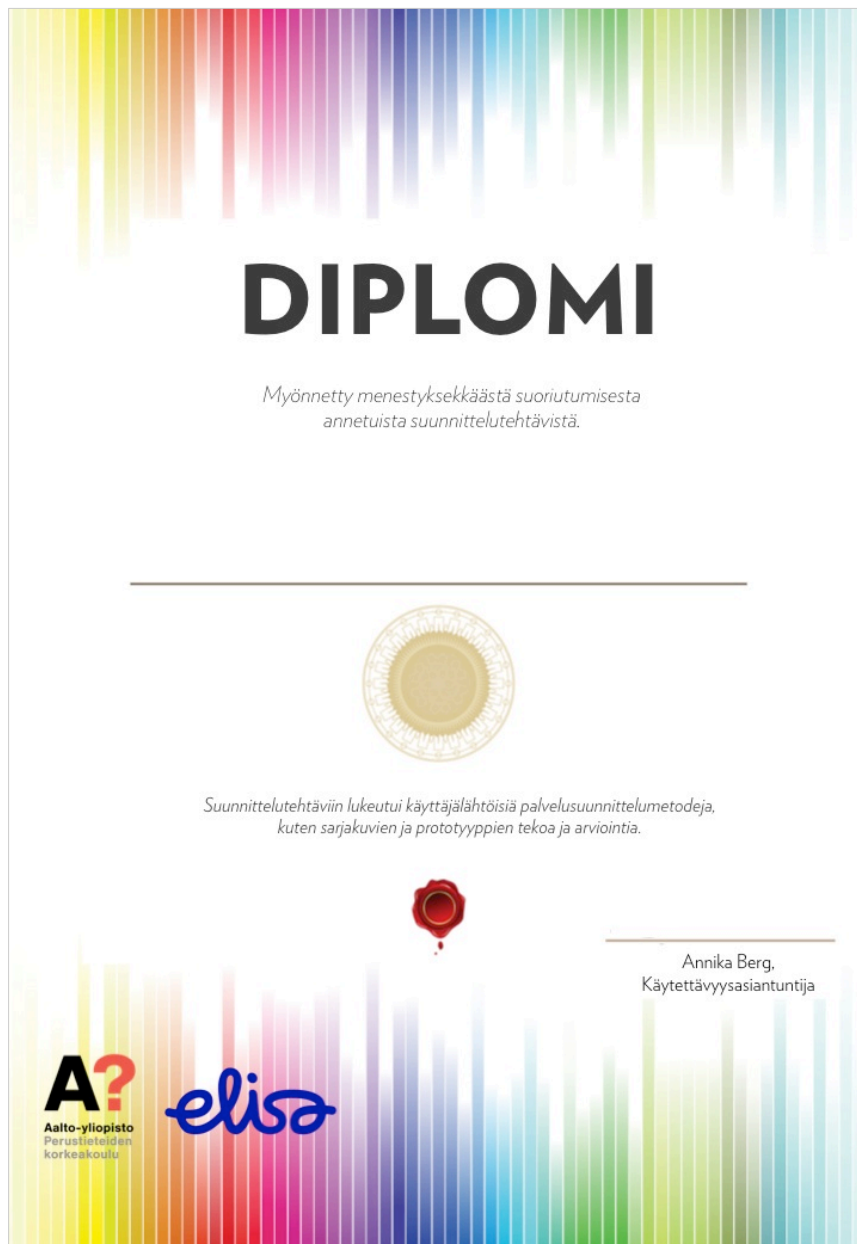 DIPLOMI
Myönnetty menestyksekkäästä suoriutumisesta
annetuista suunnittelutehtävistä.
Suunnittelutehtäviin lukeutui käyttäjälähtöisiä palvelusuunnittelumetodeja,
kuten sarjakuvien ja prototyyppien tekoa ja arviointia.
Annika Berg,
Käytettävyysasiantuntija
A?
Aalto-yliopisto
Perustieteiden
korkeakoulu
elisa